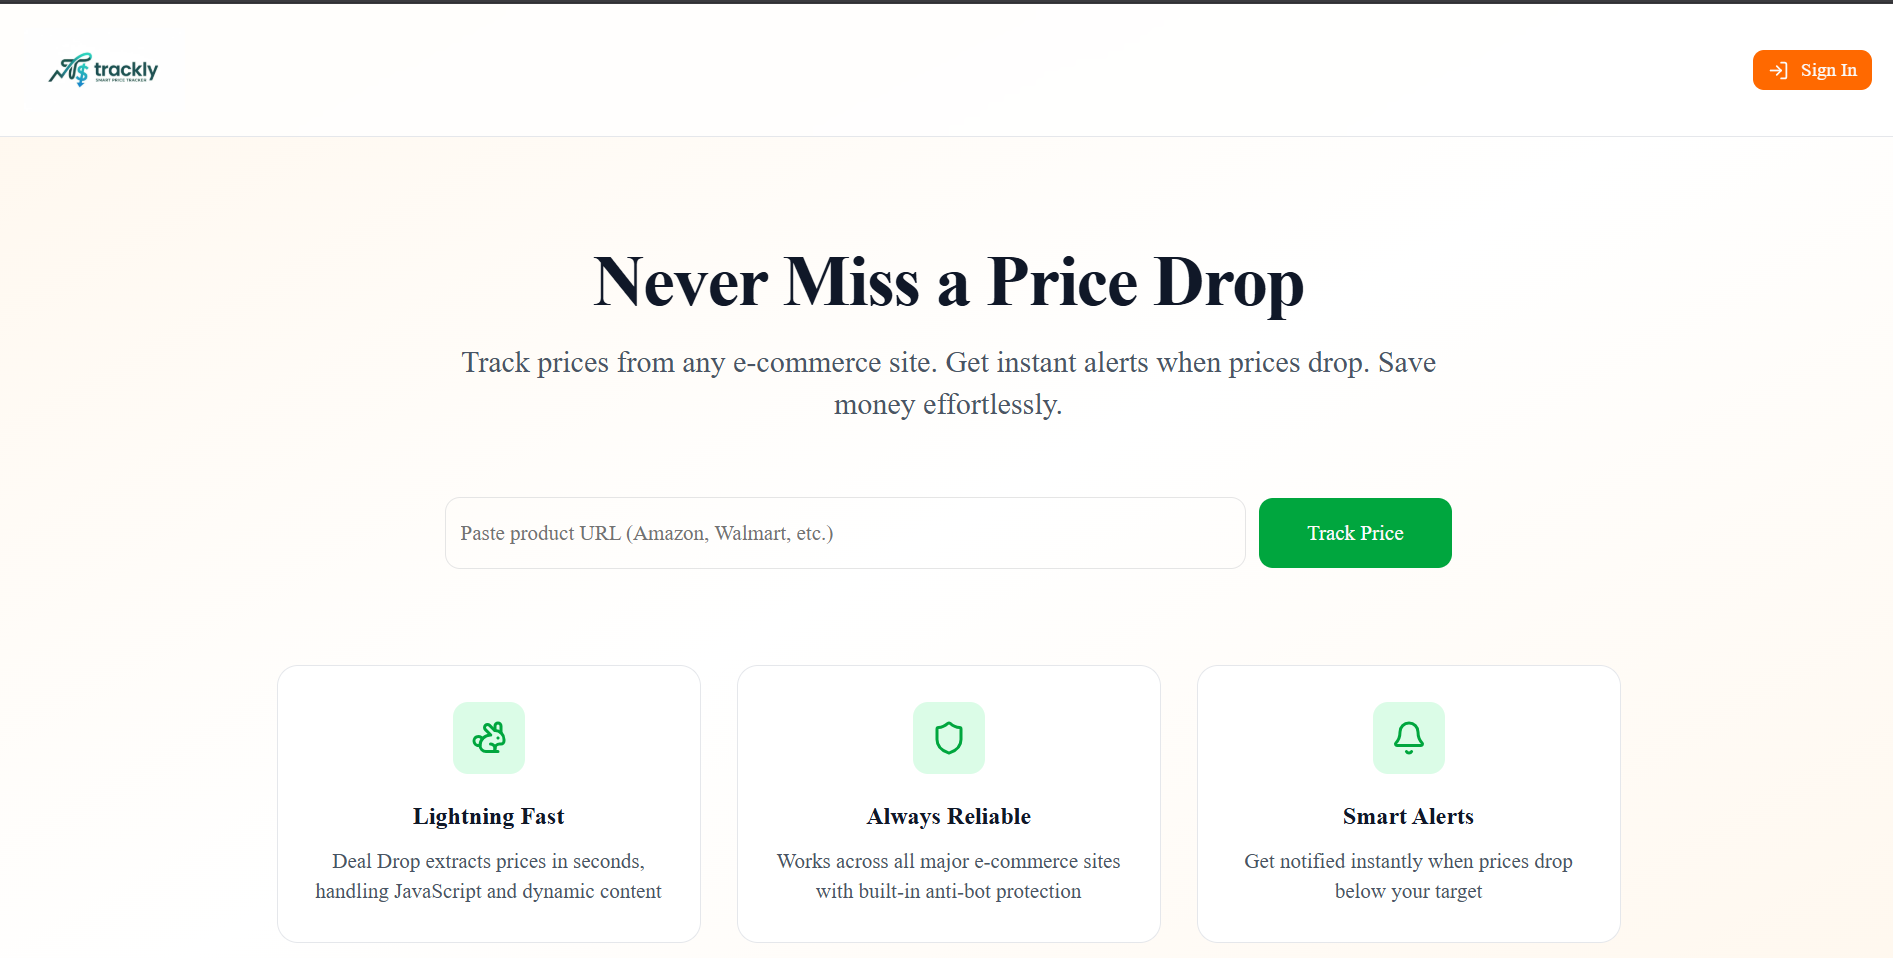 trackly
SMART PRICE TRACKER
Sign In
Never Miss a Price Drop
Track prices from any e-commerce site. Get instant alerts when prices drop. Save
money effortlessly.
Paste product URL (Amazon, Walmart, etc.)
Track Price
Lightning Fast
Deal Drop extracts prices in seconds,
handling JavaScript and dynamic content
Always Reliable
Works across all major e-commerce sites
with built-in anti-bot protection
Smart Alerts
Get notified instantly when prices drop
below your target